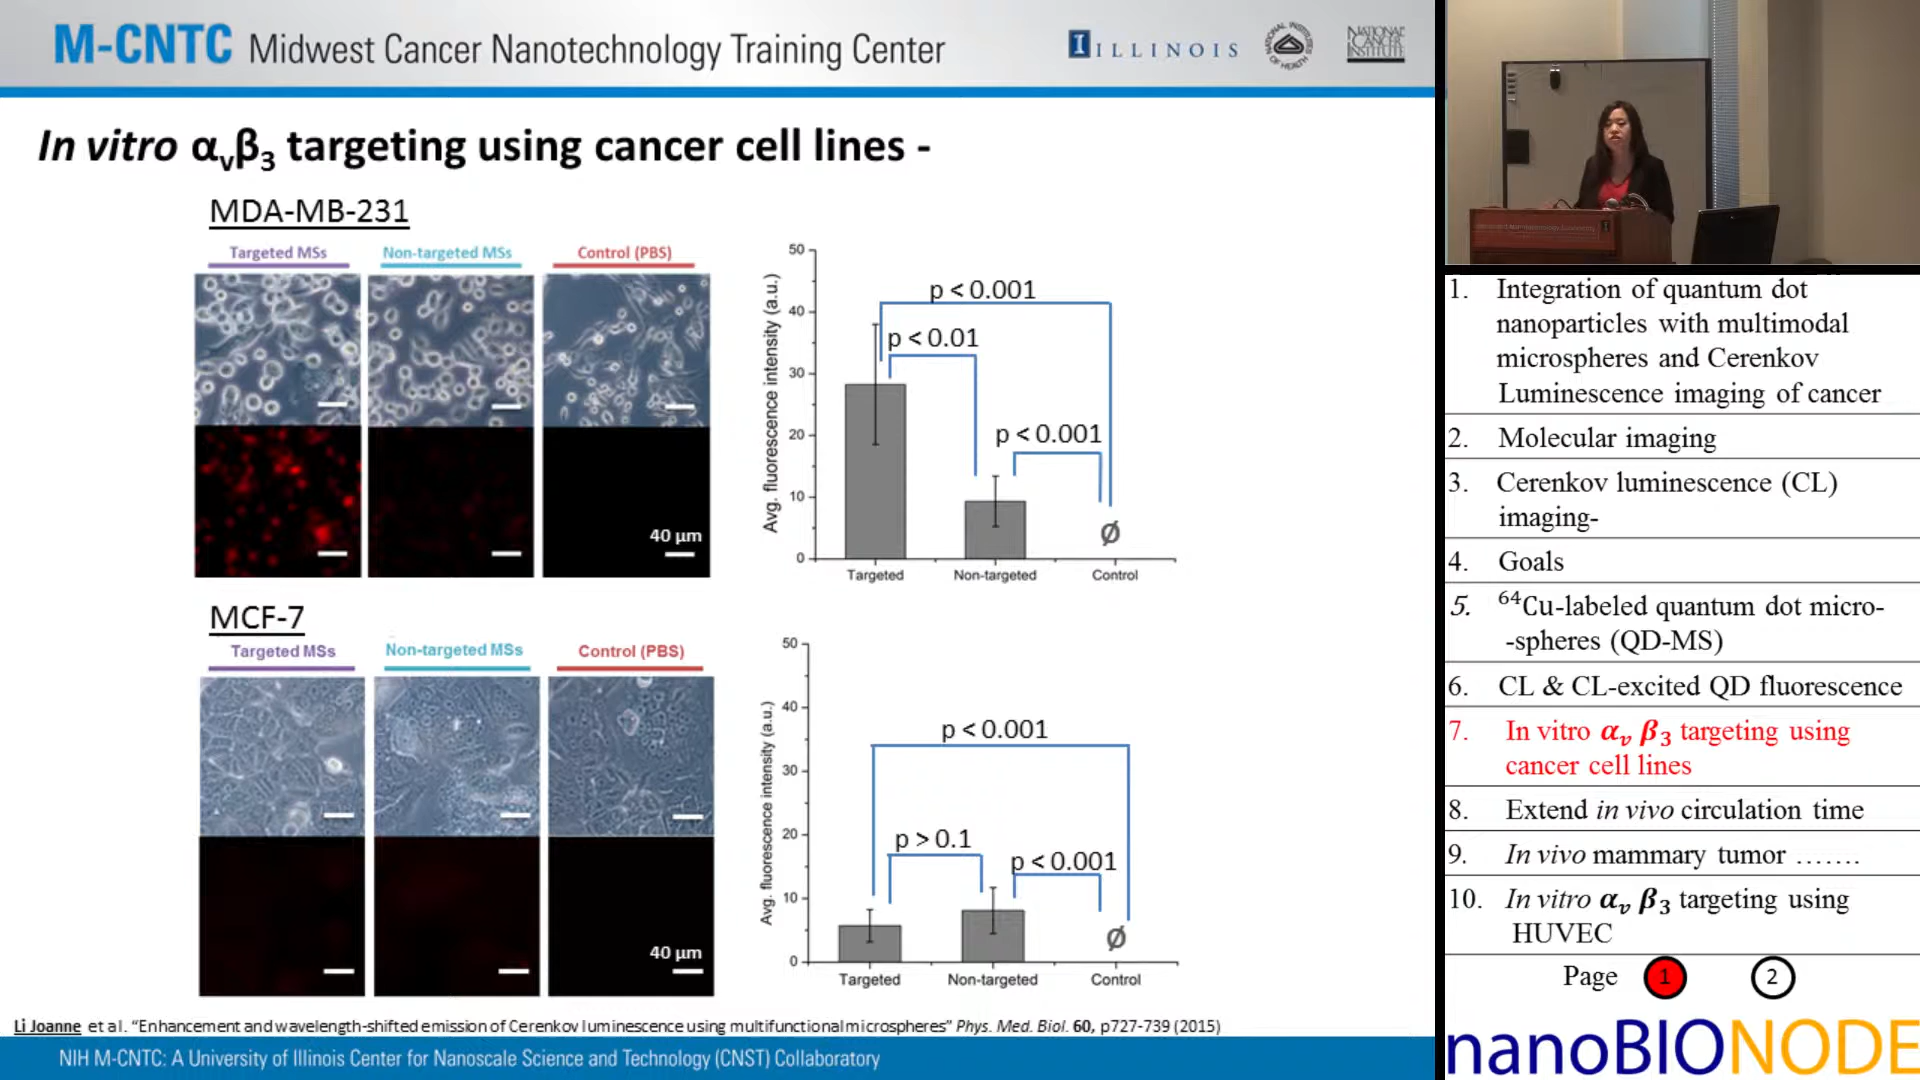 M-CNTC Midwest Cancer Nanotechnology Training Center
ILLINOIS
NATIONAL INSTITUTES OF HEALTH
NATIONAL CANCER INSTITUTE
In vitro αvβ3 targeting using cancer cell lines -
MDA-MB-231
Targeted MSs
Non-targeted MSs
Control (PBS)
40 μm
50
40
30
20
10
0
Avg. fluorescence intensity (a.u.)
p < 0.001
p < 0.01
p < 0.001
Ø
Targeted
Non-targeted
Control
MCF-7
Targeted MSs
Non-targeted MSs
Control (PBS)
40 μm
50
40
30
20
10
0
Avg. fluorescence intensity (a.u.)
p < 0.001
p > 0.1
p < 0.001
Ø
Targeted
Non-targeted
Control
Li Joanne et al. “Enhancement and wavelength-shifted emission of Cerenkov luminescence using multifunctional microspheres” Phys. Med. Biol. 60, p727-739 (2015)
NIH M-CNTC: A University of Illinois Center for Nanoscale Science and Technology (CNST) Collaboratory
1. Integration of quantum dot
nanoparticles with multimodal
microspheres and Cerenkov
Luminescence imaging of cancer
2. Molecular imaging
3. Cerenkov luminescence (CL)
imaging-
4. Goals
5. ⁶⁴Cu-labeled quantum dot micro-
-spheres (QD-MS)
6. CL & CL-excited QD fluorescence
7. In vitro αv β3 targeting using
cancer cell lines
8. Extend in vivo circulation time
9. In vivo mammary tumor …….
10. In vitro αv β3 targeting using
HUVEC
Page 1 2
nanoBIONODE